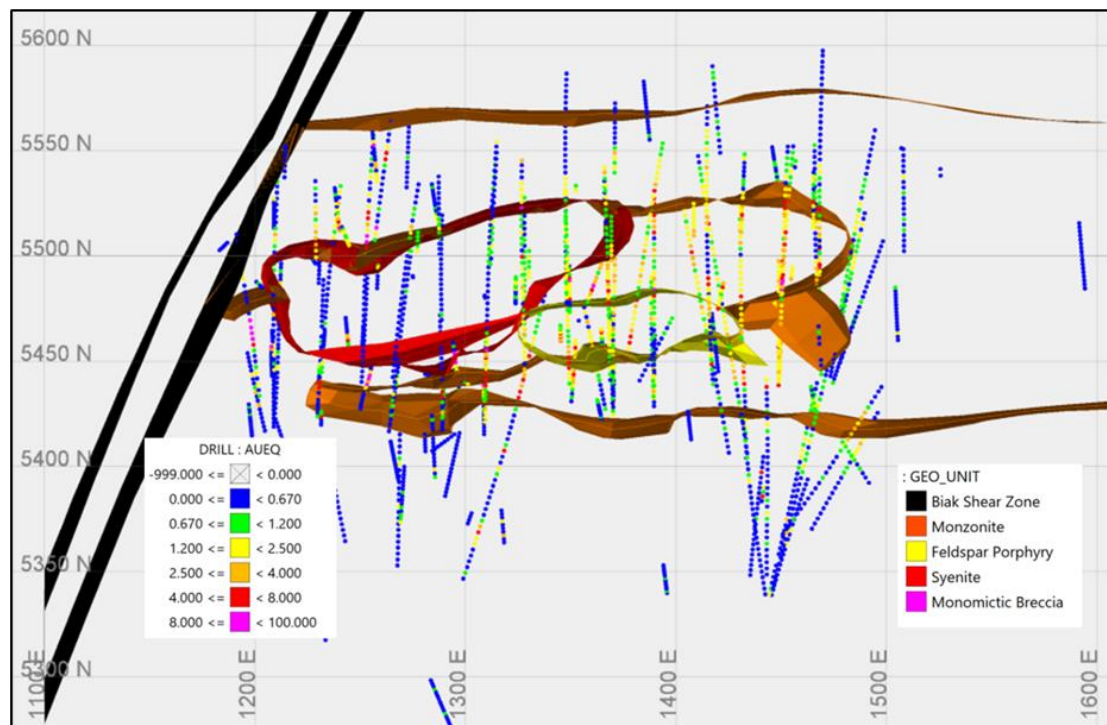 5600 N
5550 N
5500 N
5450 N
5400 N
5350 N
5300 N
DRILL : AUEQ
-999.000 <= < 0.000
0.000 <= < 0.670
0.670 <= < 1.200
1.200 <= < 2.500
2.500 <= < 4.000
4.000 <= < 8.000
8.000 <= < 100.000
: GEO_UNIT
Biak Shear Zone
Monzonite
Feldspar Porphyry
Syenite
Monomictic Breccia
1100 E
1200 E
1300 E
1400 E
1500 E
1600 E